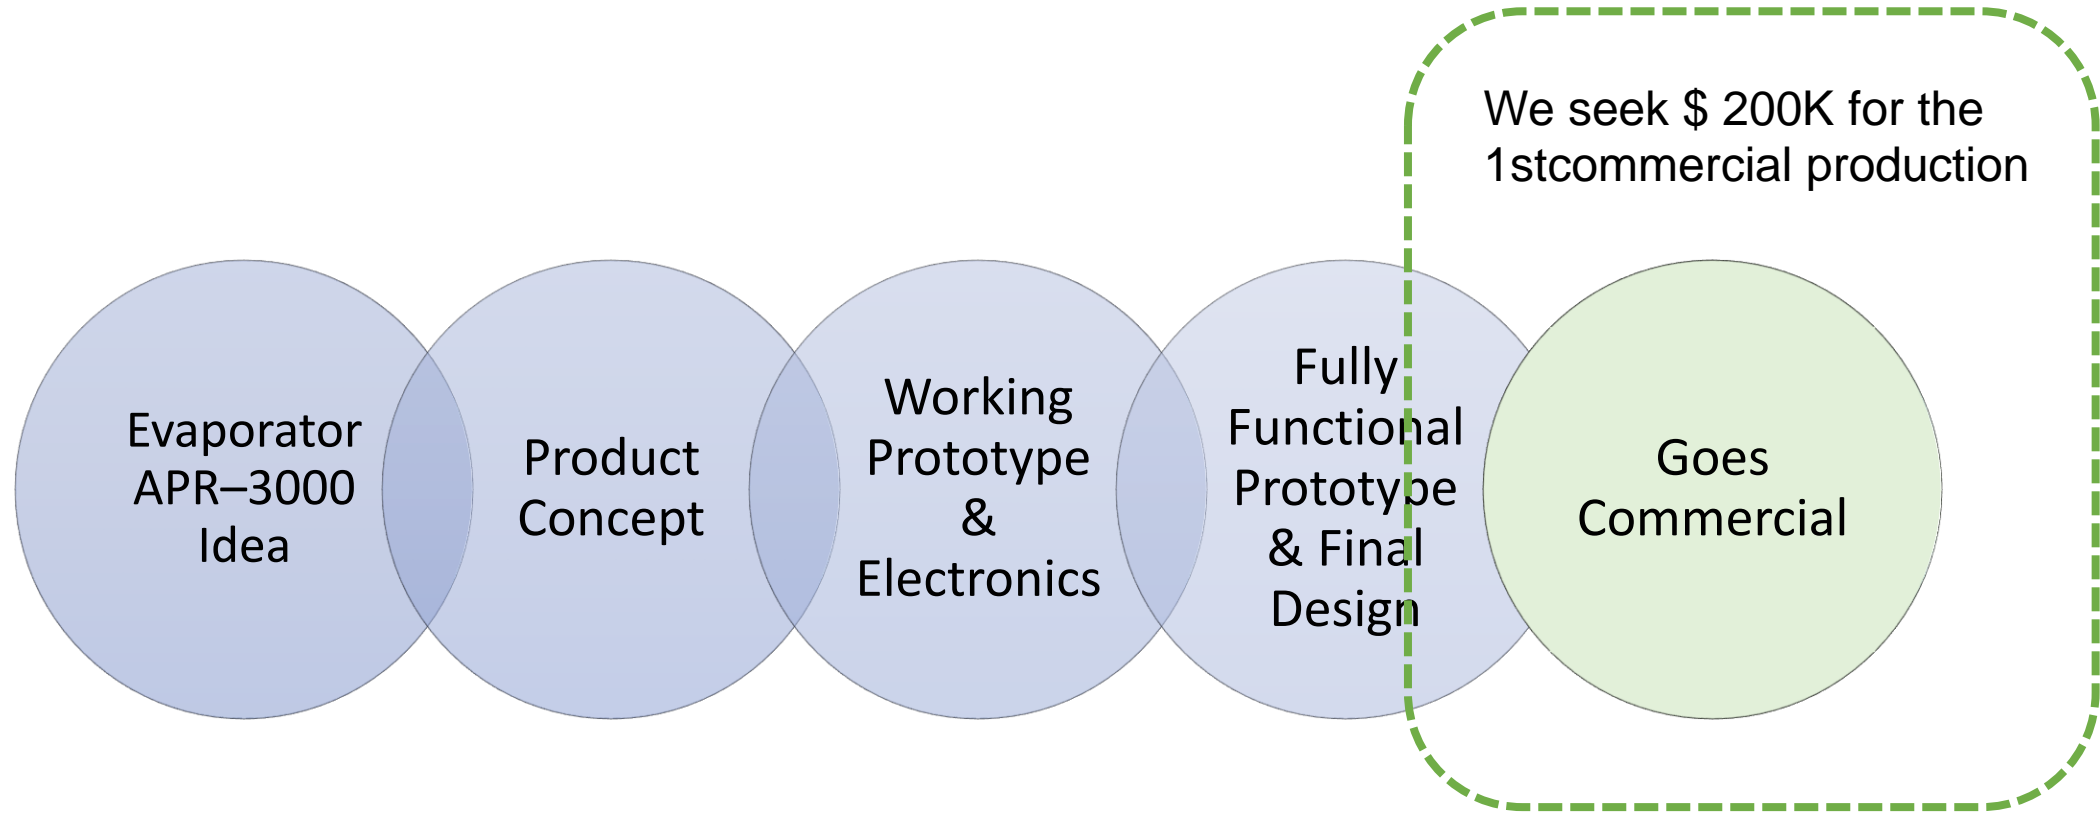 We seek $ 200K for the
1stcommercial production
Evaporator
APR–3000
Idea
Product
Concept
Working
Prototype
&
Electronics
Fully
Functional
Prototype
& Final
Design
Goes
Commercial